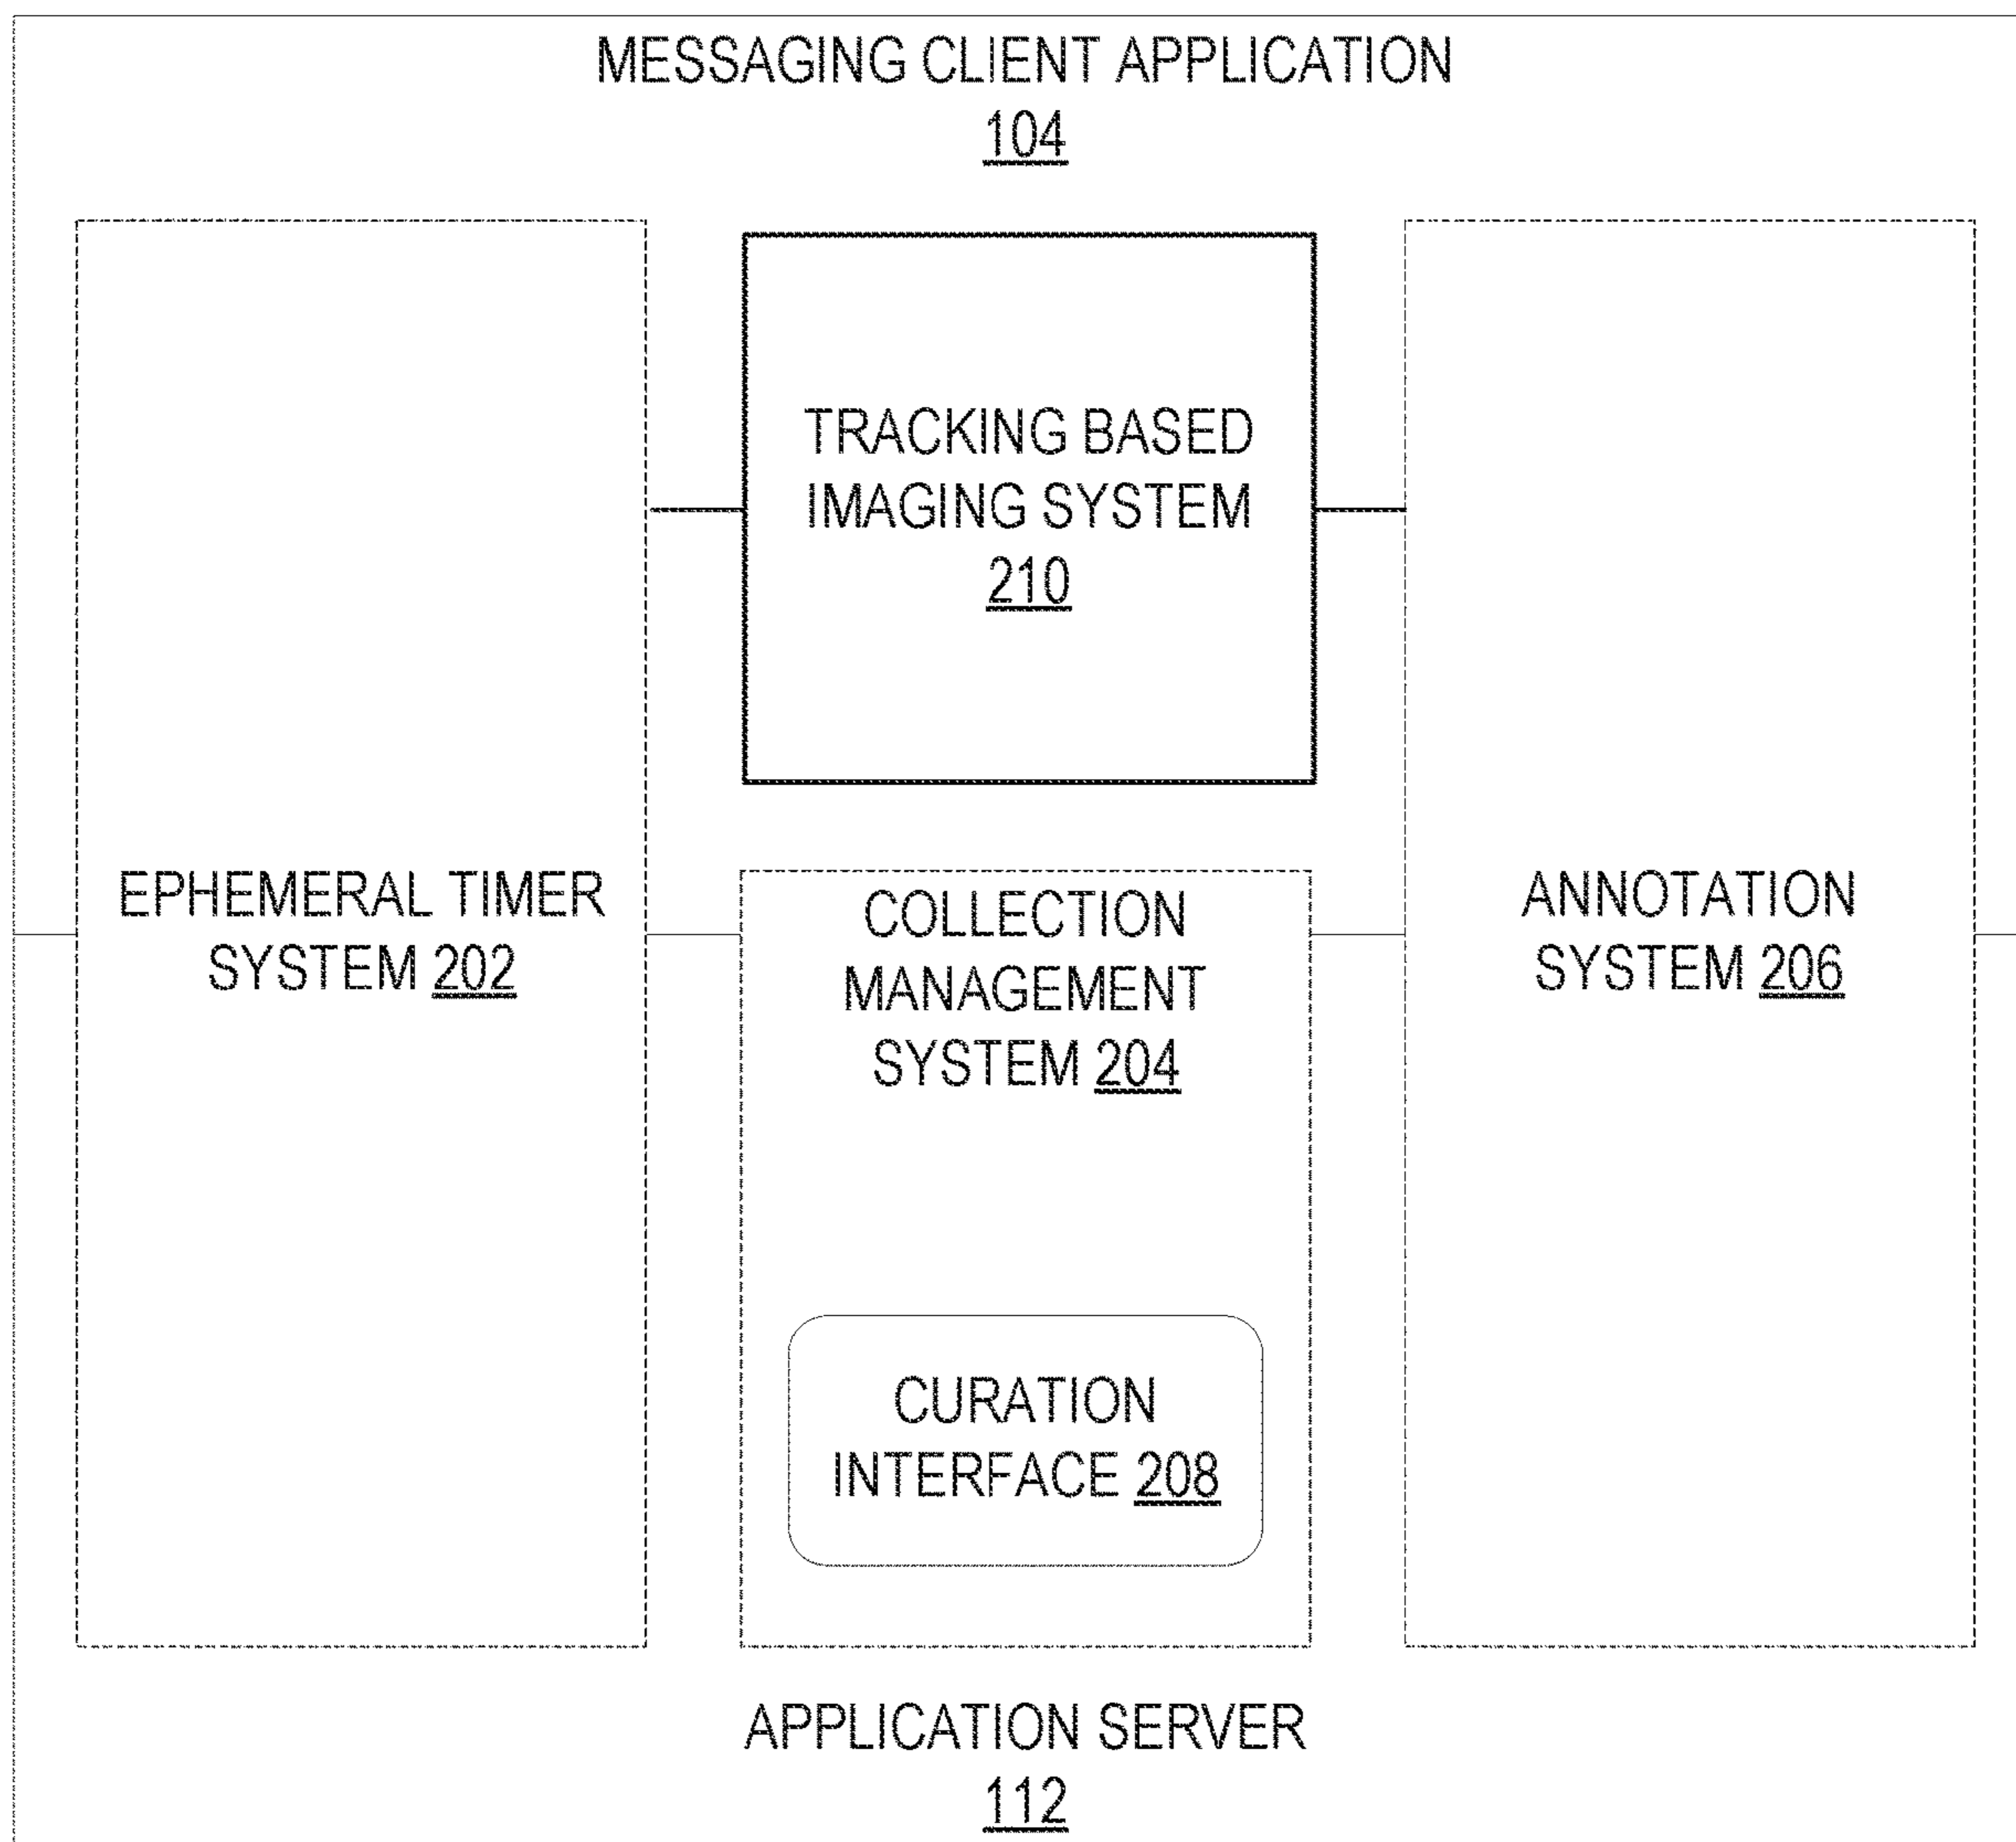 MESSAGING CLIENT APPLICATION
104
TRACKING BASED
IMAGING SYSTEM
210
EPHEMERAL TIMER
SYSTEM 202
COLLECTION
MANAGEMENT
SYSTEM 204
ANNOTATION
SYSTEM 206
CURATION
INTERFACE 208
APPLICATION SERVER
112